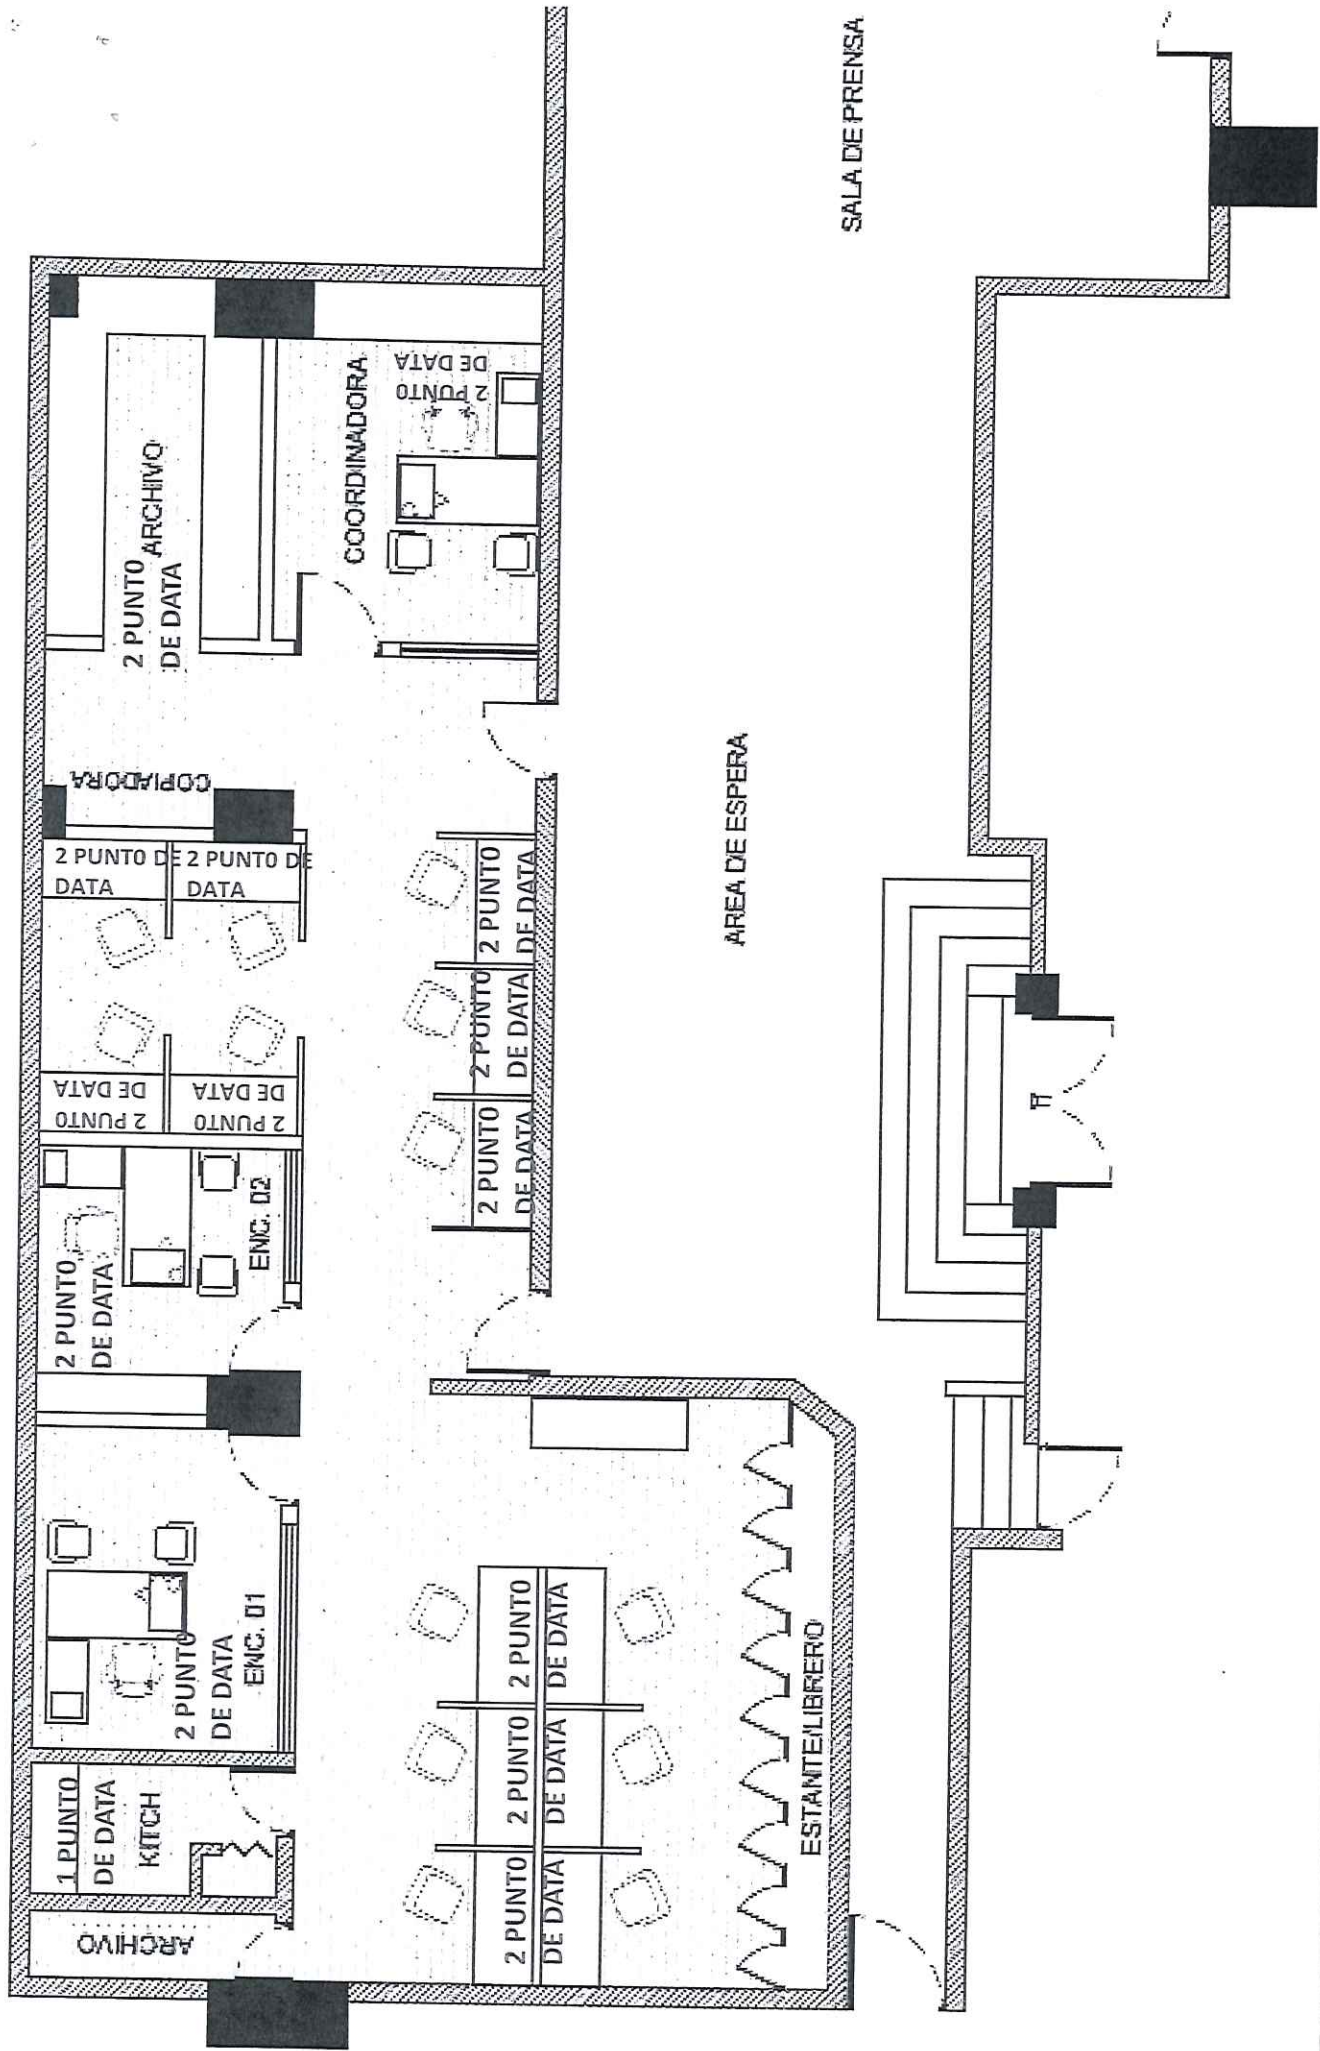 SALA DE PRENSA
2 PUNTO
DE DATA
ARCHIVO
COORDINADORA
2 PUNTO
DE DATA
COPIADORA
2 PUNTO DE
DATA
2 PUNTO DE
DATA
2 PUNTO
DE DATA
2 PUNTO
DE DATA
2 PUNTO
DE DATA
2 PUNTO
DE DATA
2 PUNTO
DE DATA
AREA DE ESPERA
2 PUNTO
DE DATA
ENC. 02
2 PUNTO
DE DATA
ENC. 01
1 PUNTO
DE DATA
KITCH
ARCHIVO
2 PUNTO
DE DATA
2 PUNTO
DE DATA
2 PUNTO
DE DATA
ESTANTE/LIBRERO